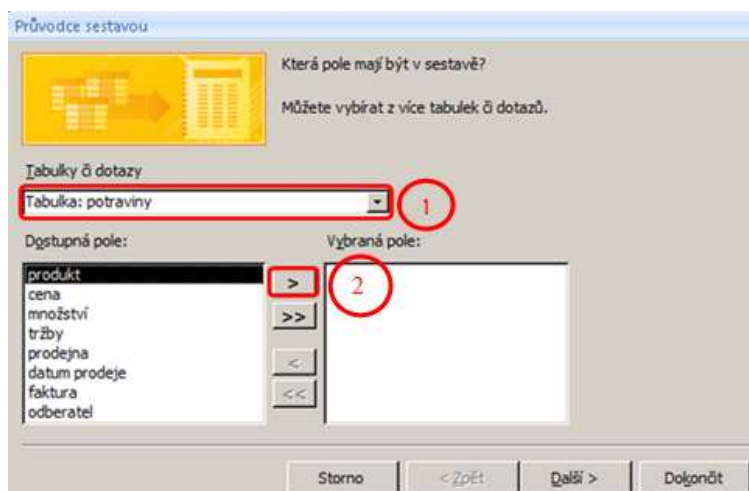 Průvodce sestavou
Která pole mají být v sestavě?
Můžete vybírat z více tabulek či dotazů.
Tabulky či dotazy
Tabulka: potraviny
1
Dostupná pole:
Vybraná pole:
produkt
cena
množství
tržby
prodejna
datum prodeje
faktura
odberatel
>
2
>>
<
<<
Storno
< Zpět
Další >
Dokončit